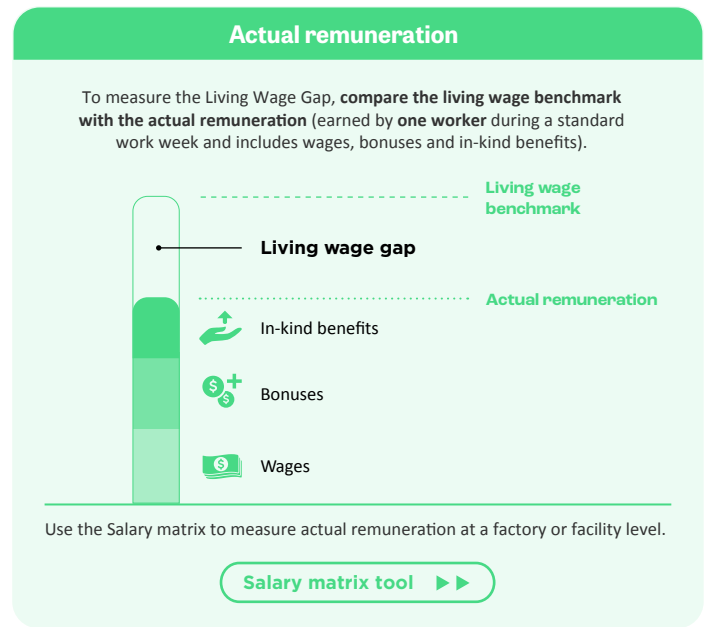 Actual remuneration
To measure the Living Wage Gap, compare the living wage benchmark
with the actual remuneration (earned by one worker during a standard
work week and includes wages, bonuses and in-kind benefits).
Living wage
benchmark
Living wage gap
Actual remuneration
In-kind benefits
$
$
Bonuses
$
Wages
Use the Salary matrix to measure actual remuneration at a factory or facility level.
Salary matrix tool